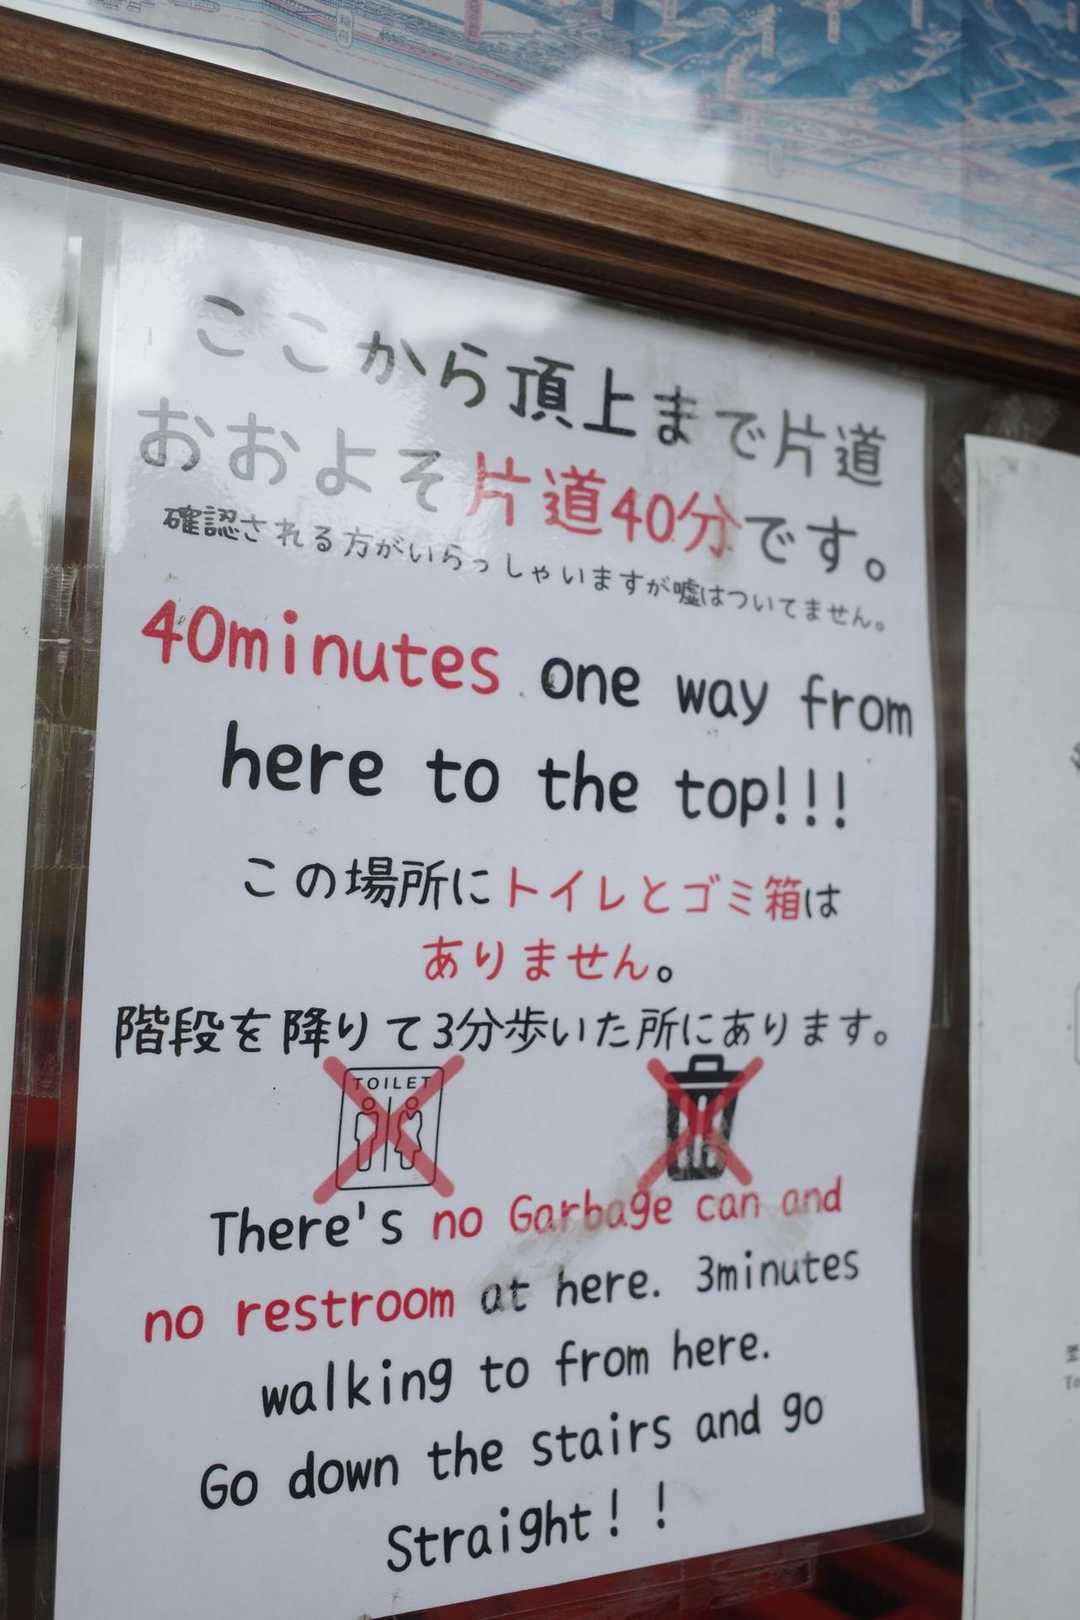 ここから頂上まで片道
おおよそ片道40分です。
確認される方がいらっしゃいますが嘘はついてません。
40minutes one way from
here to the top!!!
この場所にトイレとゴミ箱は
ありません。
階段を降りて3分歩いた所にあります。
TOILET
There's no Garbage can and
no restroom at here. 3minutes
walking to from here.
Go down the stairs and go
Straight！！